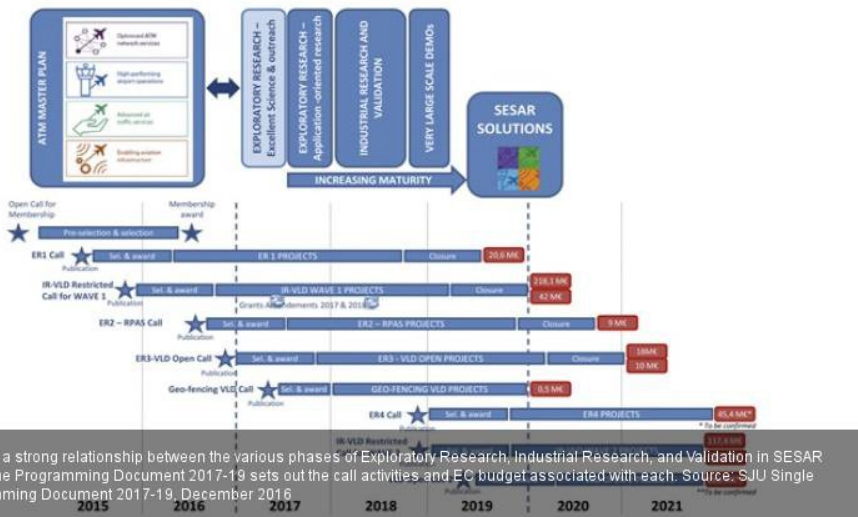 ATM MASTER PLAN
Optimised ATM
network services
High-performing
airport operations
Advanced air
traffic services
Enabling aviation
infrastructure
EXPLORATORY RESEARCH –
Excellent Science & outreach
EXPLORATORY RESEARCH –
Application -oriented research
INDUSTRIAL RESEARCH AND
VALIDATION
VERY LARGE SCALE DEMOs
SESAR
SOLUTIONS
INCREASING MATURITY
Open Call for
Membership
Membership
award
Pre-selection & selection
ER1 Call
Publication
Sel. & award
ER 1 PROJECTS
Closure
20,6 M€
IR-VLD Restricted
Call for WAVE 1
Publication
Sel. & award
IR-VLD WAVE 1 PROJECTS
Closure
218,1 M€
42 M€
Grants Amendements 2017 & 2018
ER2 – RPAS Call
Publication
Sel. & award
ER2 – RPAS PROJECTS
Closure
9 M€
ER3-VLD Open Call
Publication
Sel. & award
ER3 - VLD OPEN PROJECTS
Closure
18M€
10 M€
Geo-fencing VLD Call
Publication
Sel. & award
GEO-FENCING VLD PROJECTS
0,5 M€
ER4 Call
Publication
Sel. & award
ER4 PROJECTS
45,4 M€*
* To be confirmed
IR-VLD Restricted
a strong relationship between the various phases of Exploratory Research, Industrial Research, and Validation in SESAR
e Programming Document 2017-19 sets out the call activities and EC budget associated with each. Source: SJU Single
ming Document 2017-19, December 2016
**To be confirmed
2015 2016 2017 2018 2019 2020 2021